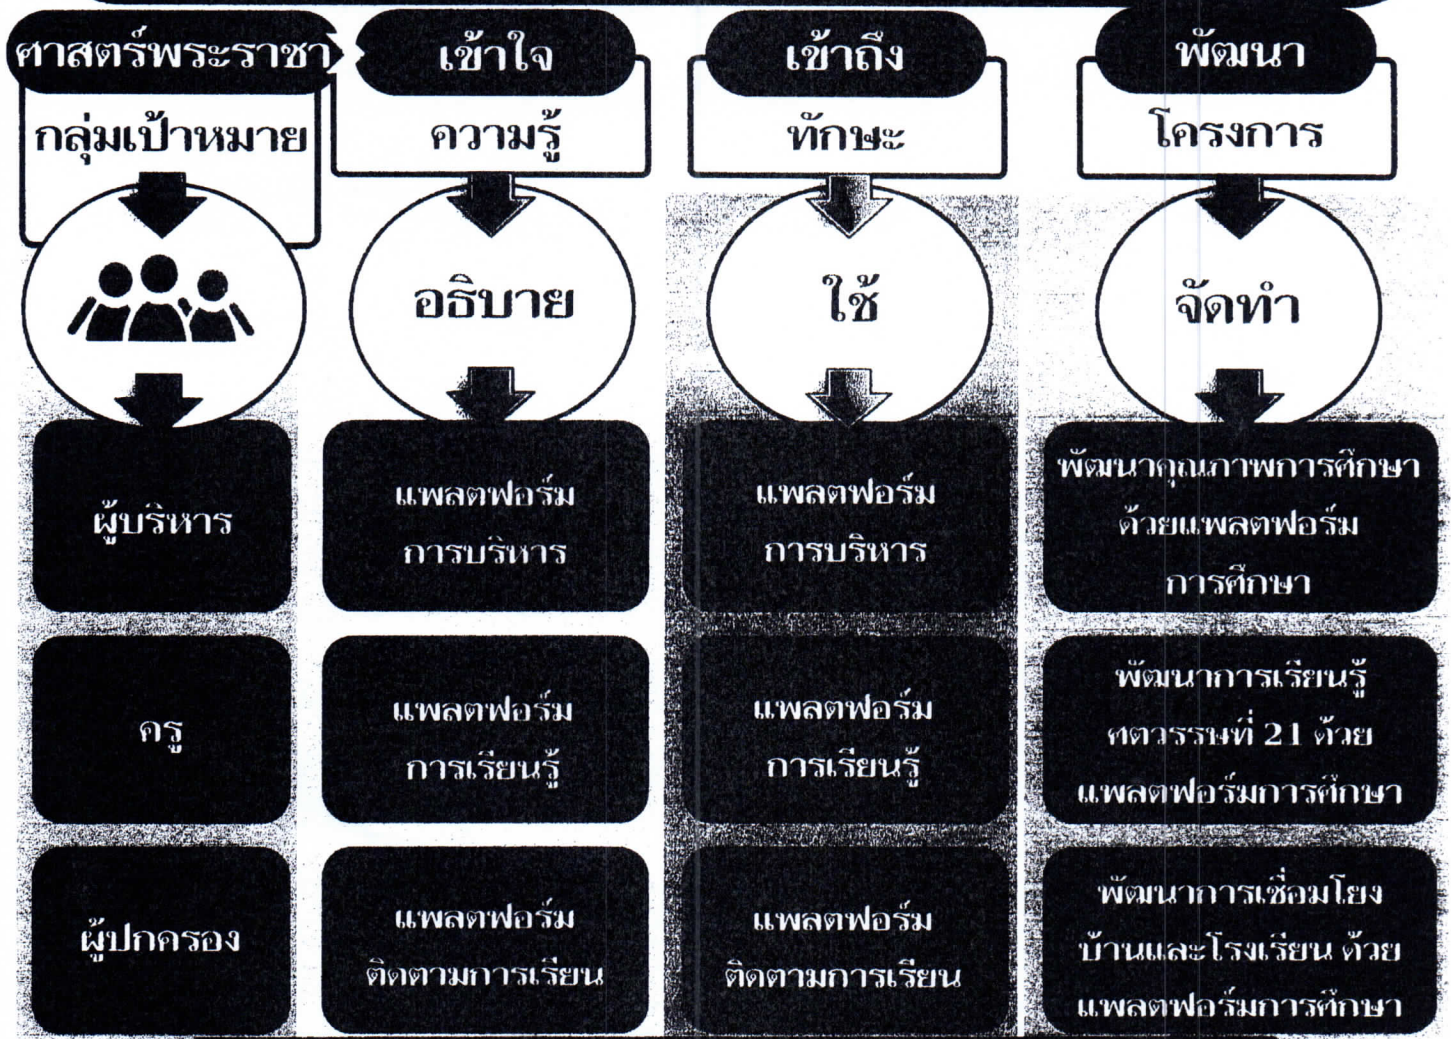 ศาสตร์พระราชา
เข้าใจ
เข้าถึง
พัฒนา
กลุ่มเป้าหมาย
ความรู้
ทักษะ
โครงการ
อธิบาย
ใช้
จัดทำ
ผู้บริหาร
แพลตฟอร์ม
การบริหาร
แพลตฟอร์ม
การบริหาร
พัฒนาคุณภาพการศึกษา
ด้วยแพลตฟอร์ม
การศึกษา
ครู
แพลตฟอร์ม
การเรียนรู้
แพลตฟอร์ม
การเรียนรู้
พัฒนาการเรียนรู้
ศตวรรษที่ 21 ด้วย
แพลตฟอร์มการศึกษา
ผู้ปกครอง
แพลตฟอร์ม
ติดตามการเรียน
แพลตฟอร์ม
ติดตามการเรียน
พัฒนาการเชื่อมโยง
บ้านและโรงเรียน ด้วย
แพลตฟอร์มการศึกษา